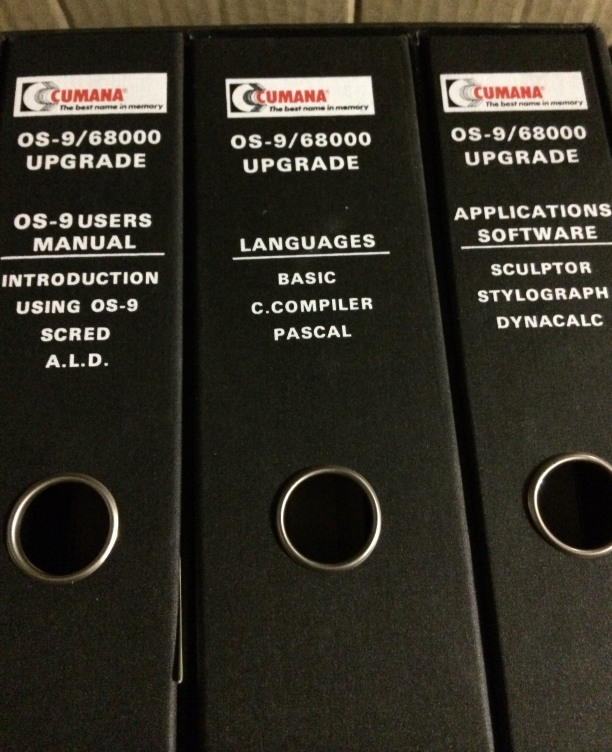 CUMANA®
The best name in memory
OS-9/68000
UPGRADE
OS-9 USERS
MANUAL
INTRODUCTION
USING OS-9
SCRED
A.L.D.
CUMANA®
The best name in memory
OS-9/68000
UPGRADE
LANGUAGES
BASIC
C.COMPILER
PASCAL
CUMANA®
The best name in memory
OS-9/68000
UPGRADE
APPLICATIONS
SOFTWARE
SCULPTOR
STYLOGRAPH
DYNACALC